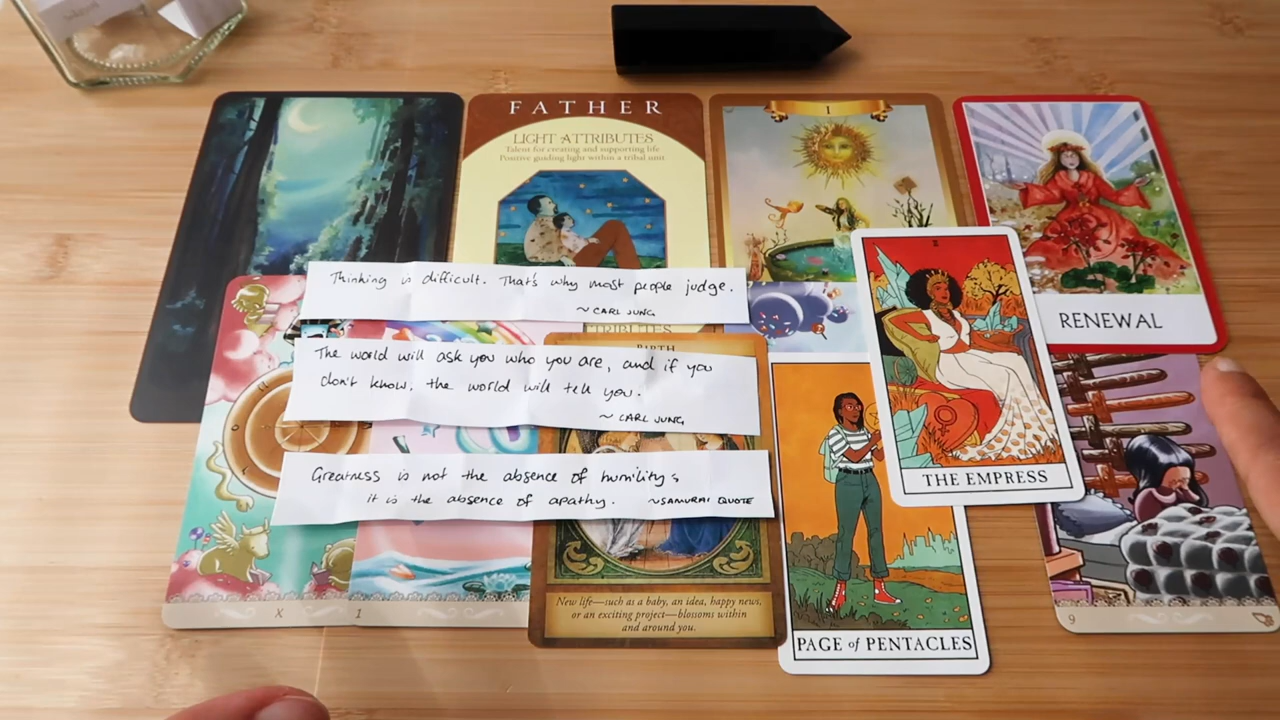 FATHER
LIGHT ATTRIBUTES
Talent for creating and supporting life
Positive guiding light within a tribal unit
I
RENEWAL
Thinking is difficult. That's why most people judge.
~ CARL JUNG
TRIBUTES
BIRTH
The world will ask you who you are, and if you
don't know, the world will tell you.
~ CARL JUNG
Greatness is not the absence of humility;
it is the absence of apathy. ~SAMURAI QUOTE
THE EMPRESS
New life—such as a baby, an idea, happy news,
or an exciting project—blossoms within
and around you.
PAGE of PENTACLES
X
1
9